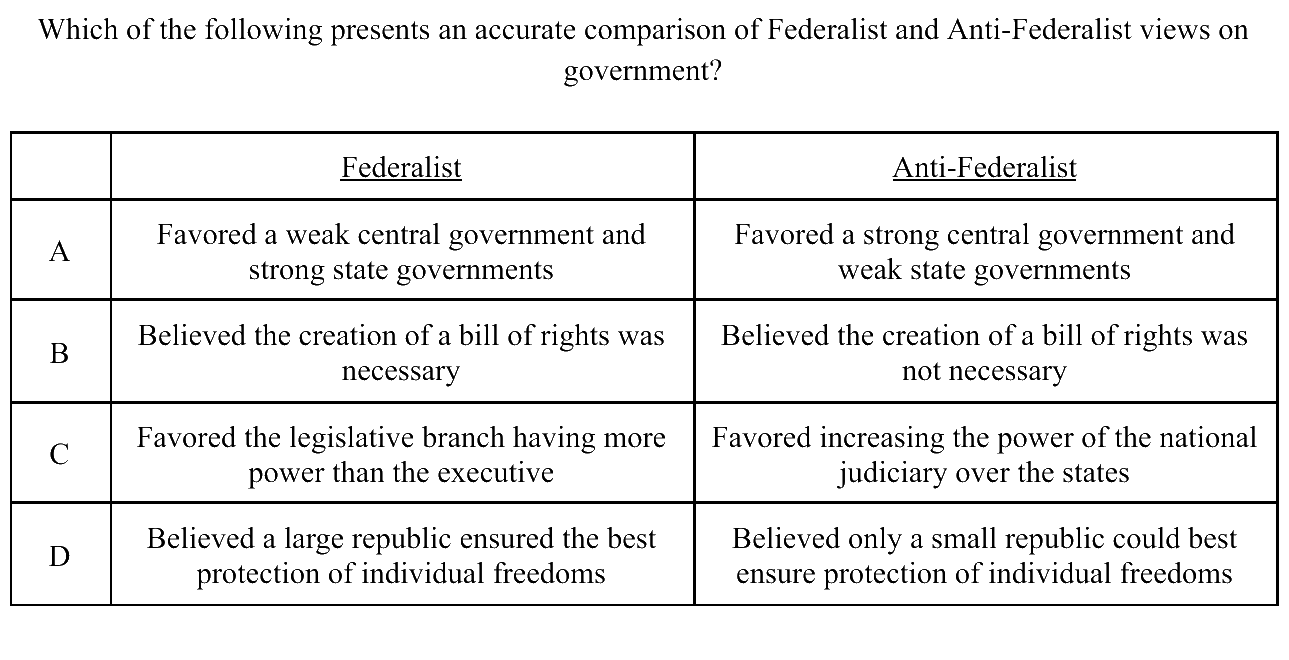 Which of the following presents an accurate comparison of Federalist and Anti-Federalist views on
government?
Federalist
Anti-Federalist
A
Favored a weak central government and
strong state governments
Favored a strong central government and
weak state governments
B
Believed the creation of a bill of rights was
necessary
Believed the creation of a bill of rights was
not necessary
C
Favored the legislative branch having more
power than the executive
Favored increasing the power of the national
judiciary over the states
D
Believed a large republic ensured the best
protection of individual freedoms
Believed only a small republic could best
ensure protection of individual freedoms